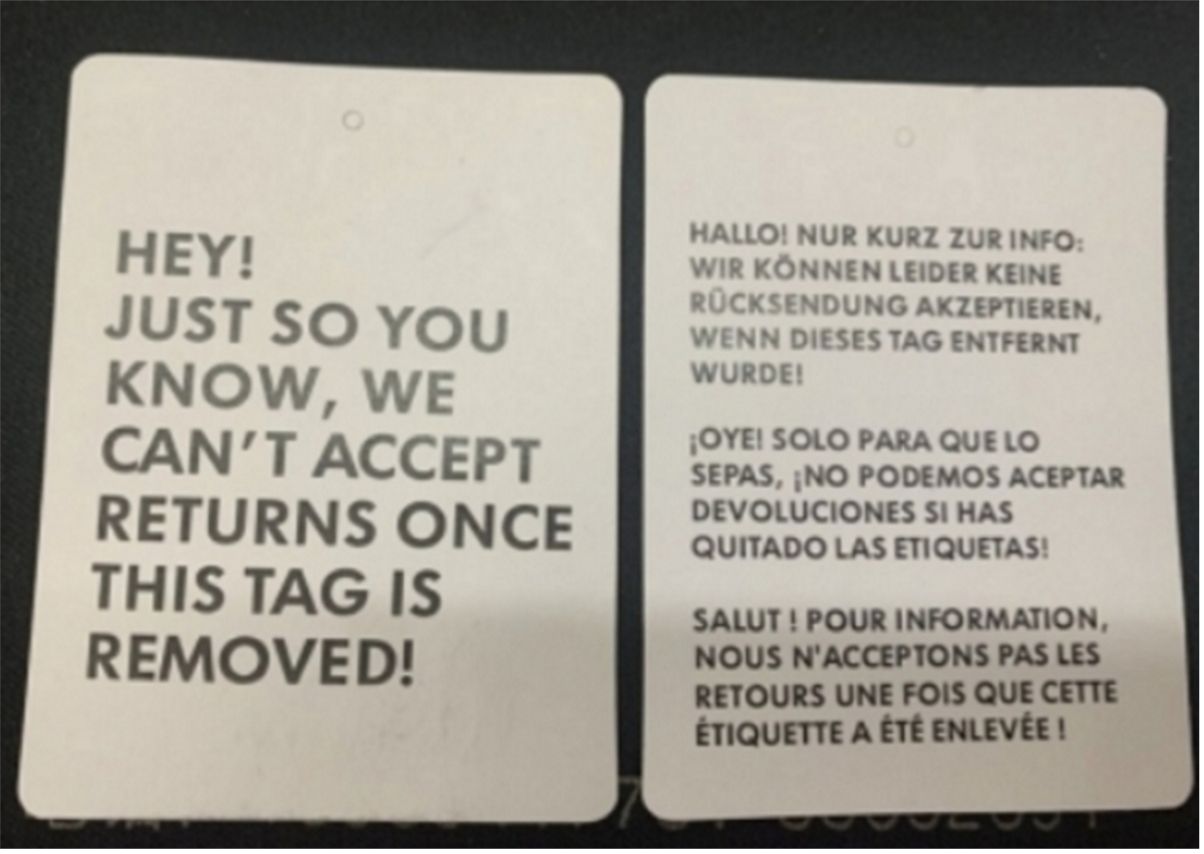 HEY!
JUST SO YOU
KNOW, WE
CAN'T ACCEPT
RETURNS ONCE
THIS TAG IS
REMOVED!
HALLO! NUR KURZ ZUR INFO:
WIR KÖNNEN LEIDER KEINE
RÜCKSENDUNG AKZEPTIEREN,
WENN DIESES TAG ENTFERNT
WURDE!
¡OYE! SOLO PARA QUE LO
SEPAS, ¡NO PODEMOS ACEPTAR
DEVOLUCIONES SI HAS
QUITADO LAS ETIQUETAS!
SALUT ! POUR INFORMATION,
NOUS N'ACCEPTONS PAS LES
RETOURS UNE FOIS QUE CETTE
ÉTIQUETTE A ÉTÉ ENLEVÉE !